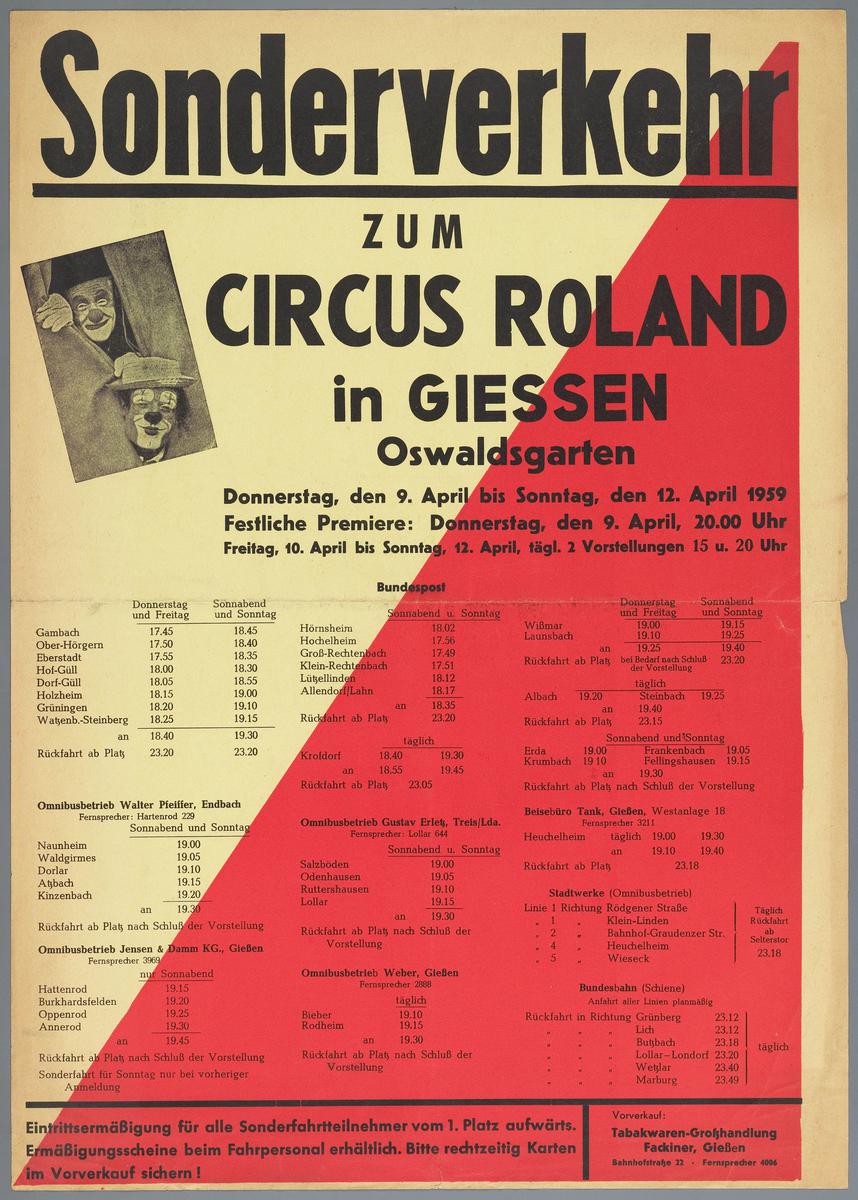 Sonderverkehr
ZUM
CIRCUS ROLAND
in GIESSEN
Oswaldsgarten
Donnerstag, den 9. April bis Sonntag, den 12. April 1959
Festliche Premiere: Donnerstag, den 9. April, 20.00 Uhr
Freitag, 10. April bis Sonntag, 12. April, tägl. 2 Vorstellungen 15 u. 20 Uhr
Bundespost
Donnerstag Sonnabend
und Freitag und Sonntag
Gambach 17.45 18.45
Ober-Hörgern 17.50 18.40
Eberstadt 17.55 18.35
Hof-Güll 18.00 18.30
Dorf-Güll 18.05 18.55
Holzheim 18.15 19.00
Grüningen 18.20 19.10
Watzenb.-Steinberg 18.25 19.15
an 18.40 19.30
Rückfahrt ab Platz 23.20 23.20
Omnibusbetrieb Walter Pfeiffer, Endbach
Fernsprecher: Hartenrod 229
Sonnabend und Sonntag
Naunheim 19.00
Waldgirmes 19.05
Dorlar 19.10
Atzbach 19.15
Kinzenbach 19.20
an 19.30
Rückfahrt ab Platz nach Schluß der Vorstellung
Omnibusbetrieb Jensen & Damm KG., Gießen
Fernsprecher 3969
nur Sonnabend
Hattenrod 19.15
Burkhardsfelden 19.20
Oppenrod 19.25
Annerod 19.30
an 19.45
Rückfahrt ab Platz nach Schluß der Vorstellung
Sonderfahrt für Sonntag nur bei vorheriger
Anmeldung
Sonnabend u. Sonntag
Hörnsheim 18.02
Hochelheim 17.56
Groß-Rechtenbach 17.49
Klein-Rechtenbach 17.51
Lützellinden 18.12
Allendorf/Lahn 18.17
an 18.35
Rückfahrt ab Platz 23.20
täglich
Krofdorf 18.40 19.30
an 18.55 19.45
Rückfahrt ab Platz 23.05
Omnibusbetrieb Gustav Erletz, Treis/Lda.
Fernsprecher: Lollar 644
Sonnabend u. Sonntag
Salzböden 19.00
Odenhausen 19.05
Ruttershausen 19.10
Lollar 19.15
an 19.30
Rückfahrt ab Platz nach Schluß der
Vorstellung
Omnibusbetrieb Weber, Gießen
Fernsprecher 2888
täglich
Bieber 19.10
Rodheim 19.15
an 19.30
Rückfahrt ab Platz nach Schluß der
Vorstellung
Donnerstag Sonnabend
und Freitag und Sonntag
Wißmar 19.00 19.15
Launsbach 19.10 19.25
an 19.25 19.40
Rückfahrt ab Platz bei Bedarf nach Schluß 23.20
der Vorstellung
täglich
Albach 19.20 Steinbach 19.25
an 19.40
Rückfahrt ab Platz 23.15
Sonnabend und Sonntag
Erda 19.00 Frankenbach 19.05
Krumbach 19 10 Fellingshausen 19.15
an 19.30
Rückfahrt ab Platz nach Schluß der Vorstellung
Beisebüro Tank, Gießen, Westanlage 18
Fernsprecher 3211
Heuchelheim täglich 19.00 19.30
an 19.10 19.40
Rückfahrt ab Platz 23.18
Stadtwerke (Omnibusbetrieb)
Linie 1 Richtung Rödgener Straße
„ 1 „ Klein-Linden
„ 2 „ Bahnhof-Graudenzer Str.
„ 4 „ Heuchelheim
„ 5 „ Wieseck
Täglich
Rückfahrt
ab
Selterstor
23.18
Bundesbahn (Schiene)
Anfahrt aller Linien planmäßig
Rückfahrt in Richtung Grünberg 23.12
„ „ „ Lich 23.12
„ „ „ Butzbach 23.18
„ „ „ Lollar—Londorf 23.20
„ „ „ Wetzlar 23.40
„ „ „ Marburg 23.49
täglich
Eintrittsermäßigung für alle Sonderfahrtteilnehmer vom 1. Platz aufwärts.
Ermäßigungsscheine beim Fahrpersonal erhältlich. Bitte rechtzeitig Karten
im Vorverkauf sichern !
Vorverkauf:
Tabakwaren-Großhandlung
Fackiner, Gießen
Bahnhofstraße 22 · Fernsprecher 4006